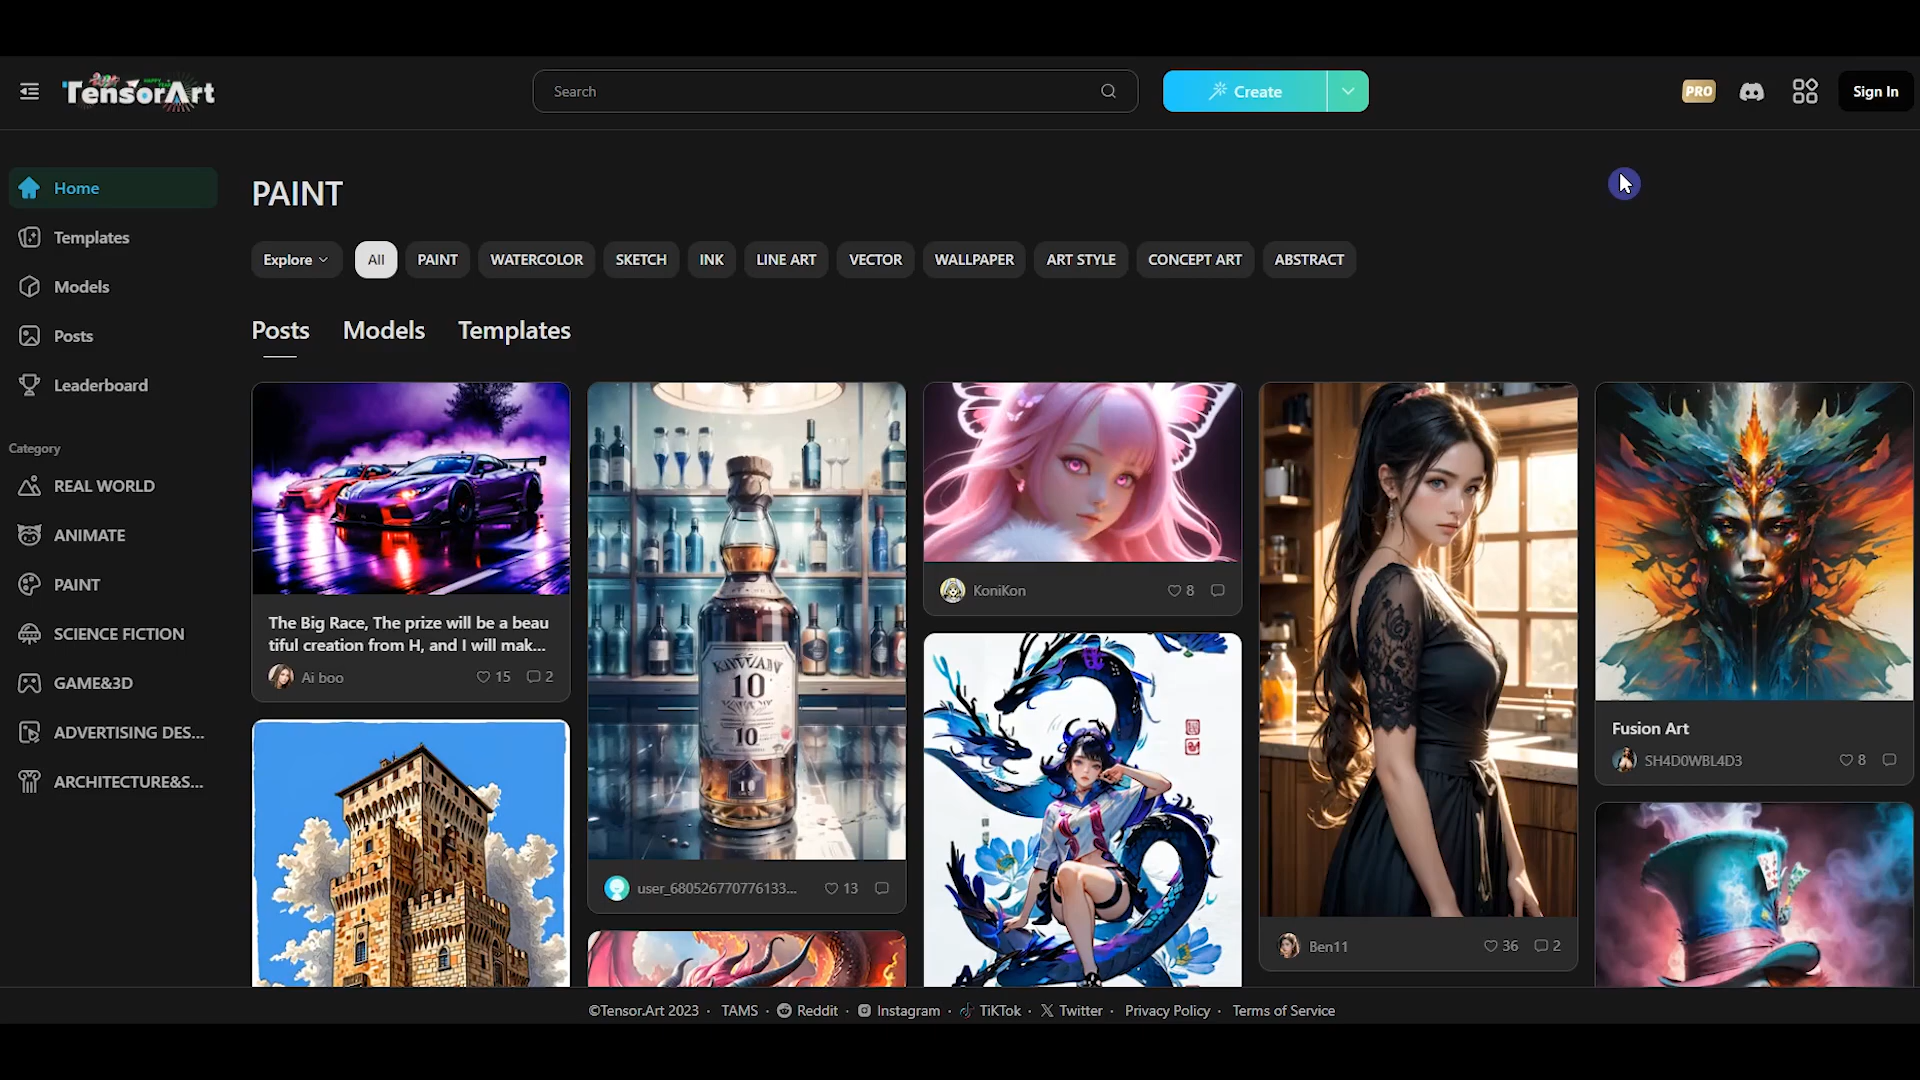 TensorArt
Search
Create
PRO
Sign In
Home
Templates
Models
Posts
Leaderboard
Category
REAL WORLD
ANIMATE
PAINT
SCIENCE FICTION
GAME&3D
ADVERTISING DES...
ARCHITECTURE&S...
PAINT
Explore
All
PAINT
WATERCOLOR
SKETCH
INK
LINE ART
VECTOR
WALLPAPER
ART STYLE
CONCEPT ART
ABSTRACT
Posts
Models
Templates
The Big Race, The prize will be a beau
tiful creation from H, and I will mak...
Ai boo
15
2
10
10
user_680526770776133...
13
KoniKon
8
Ben11
36
2
Fusion Art
SH4D0WBL4D3
8
©Tensor.Art 2023 · TAMS · Reddit · Instagram · TiKTok · Twitter · Privacy Policy · Terms of Service